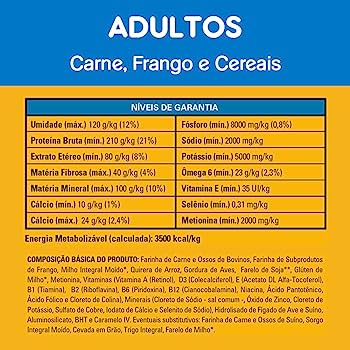 ADULTOS
Carne, Frango e Cereais
NÍVEIS DE GARANTIA
Umidade (máx.) 120 g/kg (12%)
Fósforo (mín.) 8000 mg/kg (0,8%)
Proteína Bruta (mín.) 210 g/kg (21%)
Sódio (mín.) 2000 mg/kg
Extrato Etéreo (mín.) 80 g/kg (8%)
Potássio (mín.) 5000 mg/kg
Matéria Fibrosa (máx.) 40 g/kg (4%)
Ômega 6 (mín.) 23 g/kg (2,3%)
Matéria Mineral (máx.) 100 g/kg (10%)
Vitamina E (mín.) 35 UI/kg
Cálcio (mín.) 10 g/kg (1%)
Selênio (mín.) 0,31 mg/kg
Cálcio (máx.) 24 g/kg (2,4%)
Metionina (mín.) 2000 mg/kg
Energia Metabolizável (calculada): 3500 kcal/kg
COMPOSIÇÃO BÁSICA DO PRODUTO: Farinha de Carne e Ossos de Bovinos, Farinha de Subprodutos
de Frango, Milho Integral Moído*, Quirera de Arroz, Gordura de Aves, Farelo de Soja**, Glúten de
Milho*, Metionina, Vitaminas (Vitamina A (Retinol), D3 (Colecalciferol), E (Acetato DL Alfa-Tocoferol),
B1 (Tiamina), B2 (Riboflavina), B6 (Piridoxina), B12 (Cianocobalamina), Niacina, Ácido Pantotênico,
Ácido Fólico e Cloreto de Colina), Minerais (Cloreto de Sódio - sal comum -, Óxido de Zinco, Cloreto de
Potássio, Sulfato de Cobre, Iodato de Cálcio e Selenito de Sódio), Hidrolisado de Fígado de Ave e Suíno,
Aluminosilicato, BHT e Caramelo IV. Eventuais substitutivos: Farinha de Carne e Ossos de Suíno, Sorgo
Integral Moído, Cevada em Grão, Trigo Integral, Farelo de Milho*.